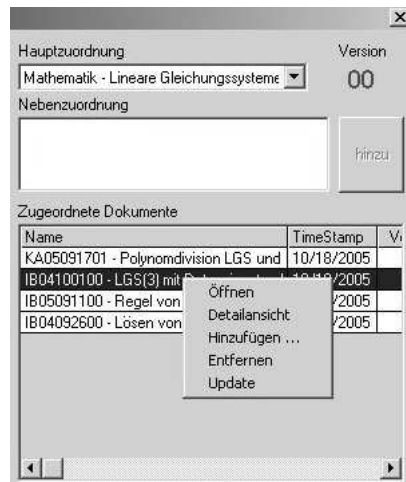 Hauptzuordnung Version
Mathematik - Lineare Gleichungssysteme 00
Nebenzuordnung
hinzu
Zugeordnete Dokumente
Name TimeStamp
KA05091701 - Polynomdivision LGS und 10/18/2005
IB04100100 - LGS(3) mit
IB05091100 - Regel von /2005
IB04092600 - Lösen von /2005
Öffnen
Detailansicht
Hinzufügen ...
Entfernen
Update